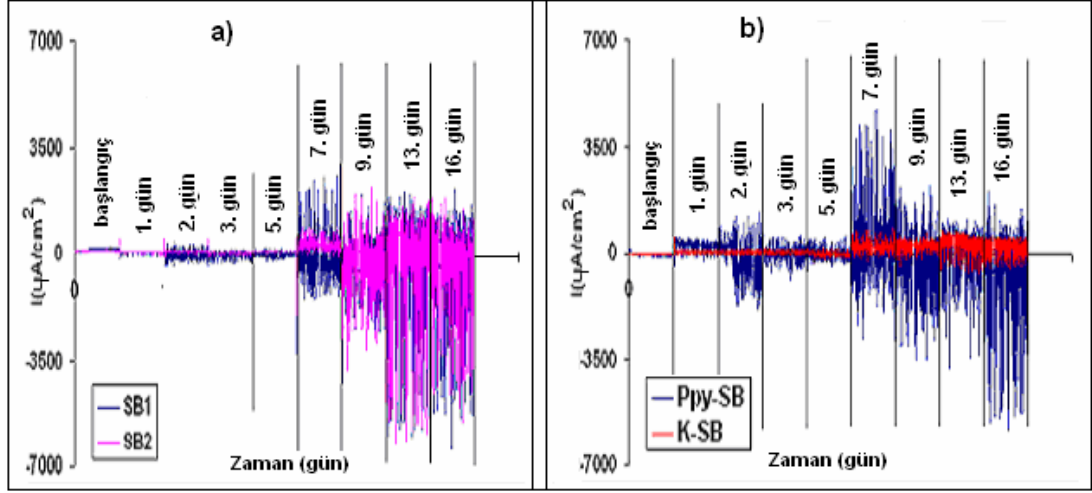 a)
7000
3500
0
-3500
-7000
I(µA/cm²)
0
başlangıç
1. gün
2. gün
3. gün
5. gün
7. gün
9. gün
13. gün
16. gün
SB1
SB2
Zaman (gün)
b)
7000
3500
0
-3500
-7000
I(µA/cm²)
0
başlangıç
1. gün
2. gün
3. gün
5. gün
7. gün
9. gün
13. gün
16. gün
Ppy-SB
K-SB
Zaman (gün)